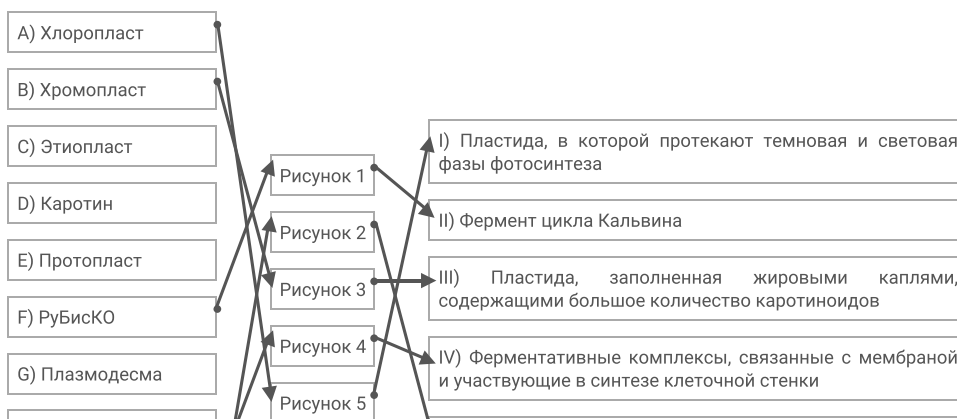 A) Хлоропласт
B) Хромопласт
C) Этиопласт
D) Каротин
E) Протопласт
F) РуБисКО
G) Плазмодесма
Рисунок 1
Рисунок 2
Рисунок 3
Рисунок 4
Рисунок 5
I) Пластида, в которой протекают темновая и световая
фазы фотосинтеза
II) Фермент цикла Кальвина
III) Пластида, заполненная жировыми каплями,
содержащими большое количество каротиноидов
IV) Ферментативные комплексы, связанные с мембраной
и участвующие в синтезе клеточной стенки